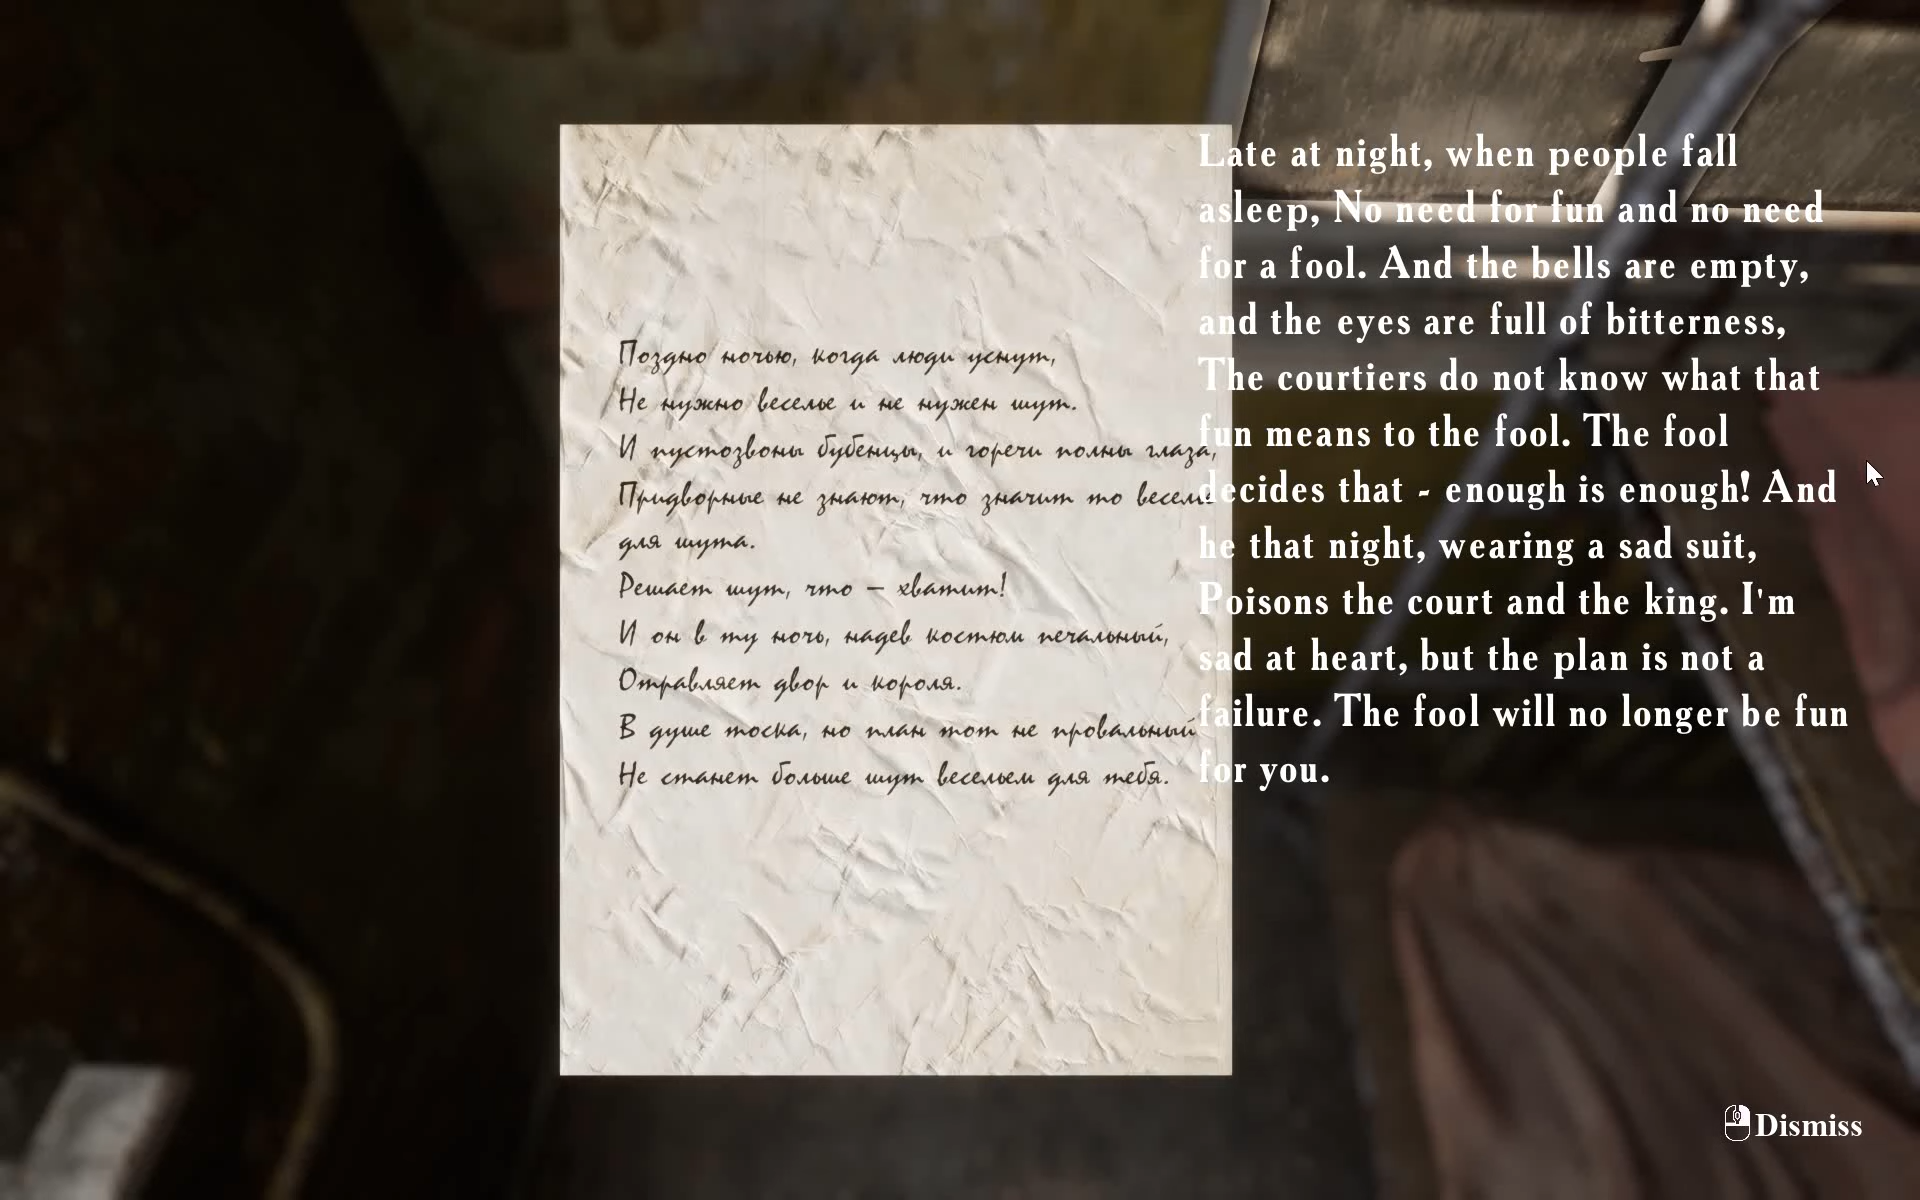 Поздно ночью, когда люди уснут,
Не нужно веселье и не нужен шут.
И пустозвоны бубенцы, и горечи полны глаза,
Придворные не знают, что значит то веселье
для шута.
Решает шут, что — хватит!
И он в ту ночь, надев костюм печальный,
Отравляет двор и короля.
В душе тоска, но план тот не провальный
Не станет больше шут весельем для тебя.
Late at night, when people fall
asleep, No need for fun and no need
for a fool. And the bells are empty,
and the eyes are full of bitterness,
The courtiers do not know what that
fun means to the fool. The fool
decides that - enough is enough! And
he that night, wearing a sad suit,
Poisons the court and the king. I'm
sad at heart, but the plan is not a
failure. The fool will no longer be fun
for you.
Dismiss